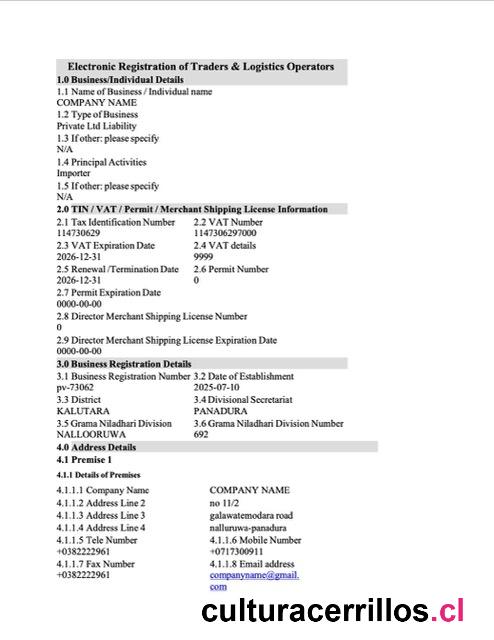 Electronic Registration of Traders & Logistics Operators
1.0 Business/Individual Details
1.1 Name of Business / Individual name
COMPANY NAME
1.2 Type of Business
Private Ltd Liability
1.3 If other: please specify
N/A
1.4 Principal Activities
Importer
1.5 If other: please specify
N/A
2.0 TIN / VAT / Permit / Merchant Shipping License Information
2.1 Tax Identification Number 2.2 VAT Number
114730629 1147306297000
2.3 VAT Expiration Date 2.4 VAT details
2026-12-31 9999
2.5 Renewal /Termination Date 2.6 Permit Number
2026-12-31 0
2.7 Permit Expiration Date
0000-00-00
2.8 Director Merchant Shipping License Number
0
2.9 Director Merchant Shipping License Expiration Date
0000-00-00
3.0 Business Registration Details
3.1 Business Registration Number 3.2 Date of Establishment
pv-73062 2025-07-10
3.3 District 3.4 Divisional Secretariat
KALUTARA PANADURA
3.5 Grama Niladhari Division 3.6 Grama Niladhari Division Number
NALLOORUWA 692
4.0 Address Details
4.1 Premise 1
4.1.1 Details of Premises
4.1.1.1 Company Name COMPANY NAME
4.1.1.2 Address Line 2 no 11/2
4.1.1.3 Address Line 3 galawatemodara road
4.1.1.4 Address Line 4 nalluruwa-panadura
4.1.1.5 Tele Number 4.1.1.6 Mobile Number
+0382222961 +0717300911
4.1.1.7 Fax Number 4.1.1.8 Email address
+0382222961 companyname@gmail.
com
culturacerrillos.cl